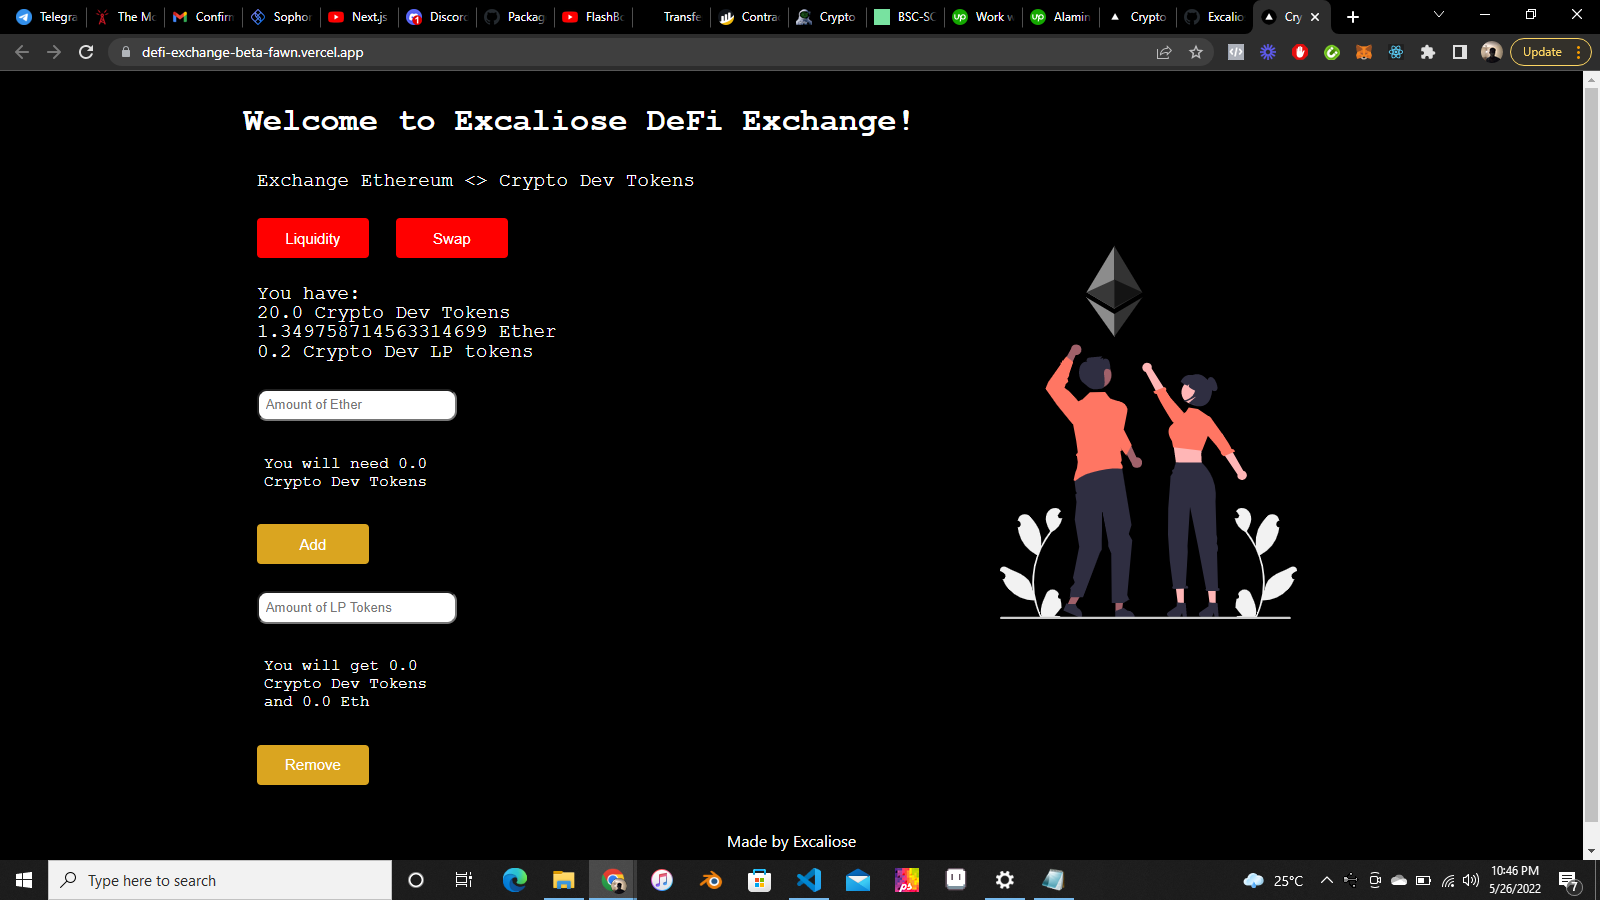 Telegra
The Mo
Confirm
Sophon
Next.js
Discord
Packag
FlashBo
Transfe
Contrac
Crypto
BSC-SC
Work w
Alamin
Crypto
Excalio
Cry
defi-exchange-beta-fawn.vercel.app
Update
Welcome to Excaliose DeFi Exchange!
Exchange Ethereum <> Crypto Dev Tokens
Liquidity
Swap
You have:
20.0 Crypto Dev Tokens
1.349758714563314699 Ether
0.2 Crypto Dev LP tokens
Amount of Ether
You will need 0.0
Crypto Dev Tokens
Add
Amount of LP Tokens
You will get 0.0
Crypto Dev Tokens
and 0.0 Eth
Remove
Made by Excaliose
Type here to search
25°C
10:46 PM
5/26/2022
7